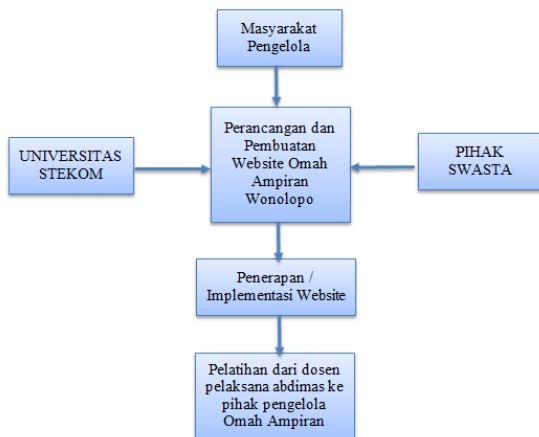 Masyarakat
Pengelola
Perancangan dan
Pembuatan
Website Omah
Ampiran
Wonolopo
UNIVERSITAS
STEKOM
PIHAK
SWASTA
Penerapan /
Implementasi Website
Pelatihan dari dosen
pelaksana abdimas ke
pihak pengelola
Omah Ampiran